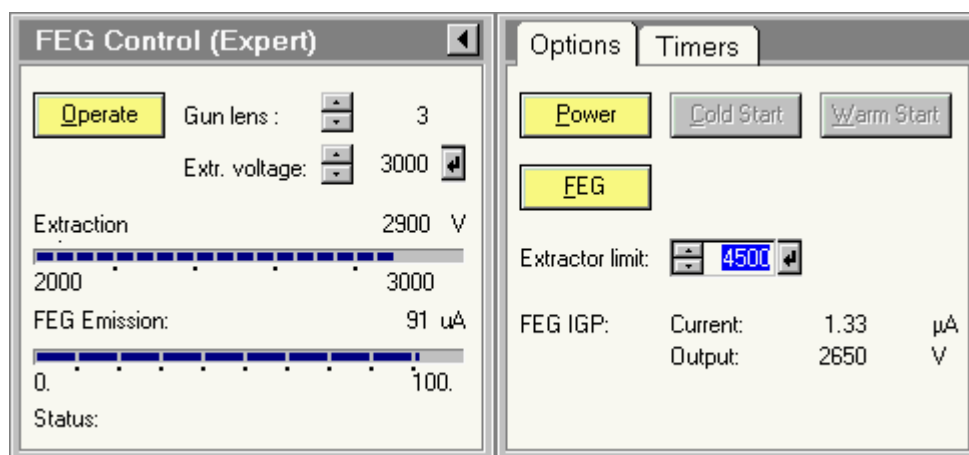 FEG Control (Expert)
Operate
Gun lens : 3
Extr. voltage: 3000
Extraction 2900 V
2000 3000
FEG Emission: 91 uA
0. 100.
Status:
Options Timers
Power Cold Start Warm Start
FEG
Extractor limit: 4500
FEG IGP: Current: 1.33 µA
Output: 2650 V